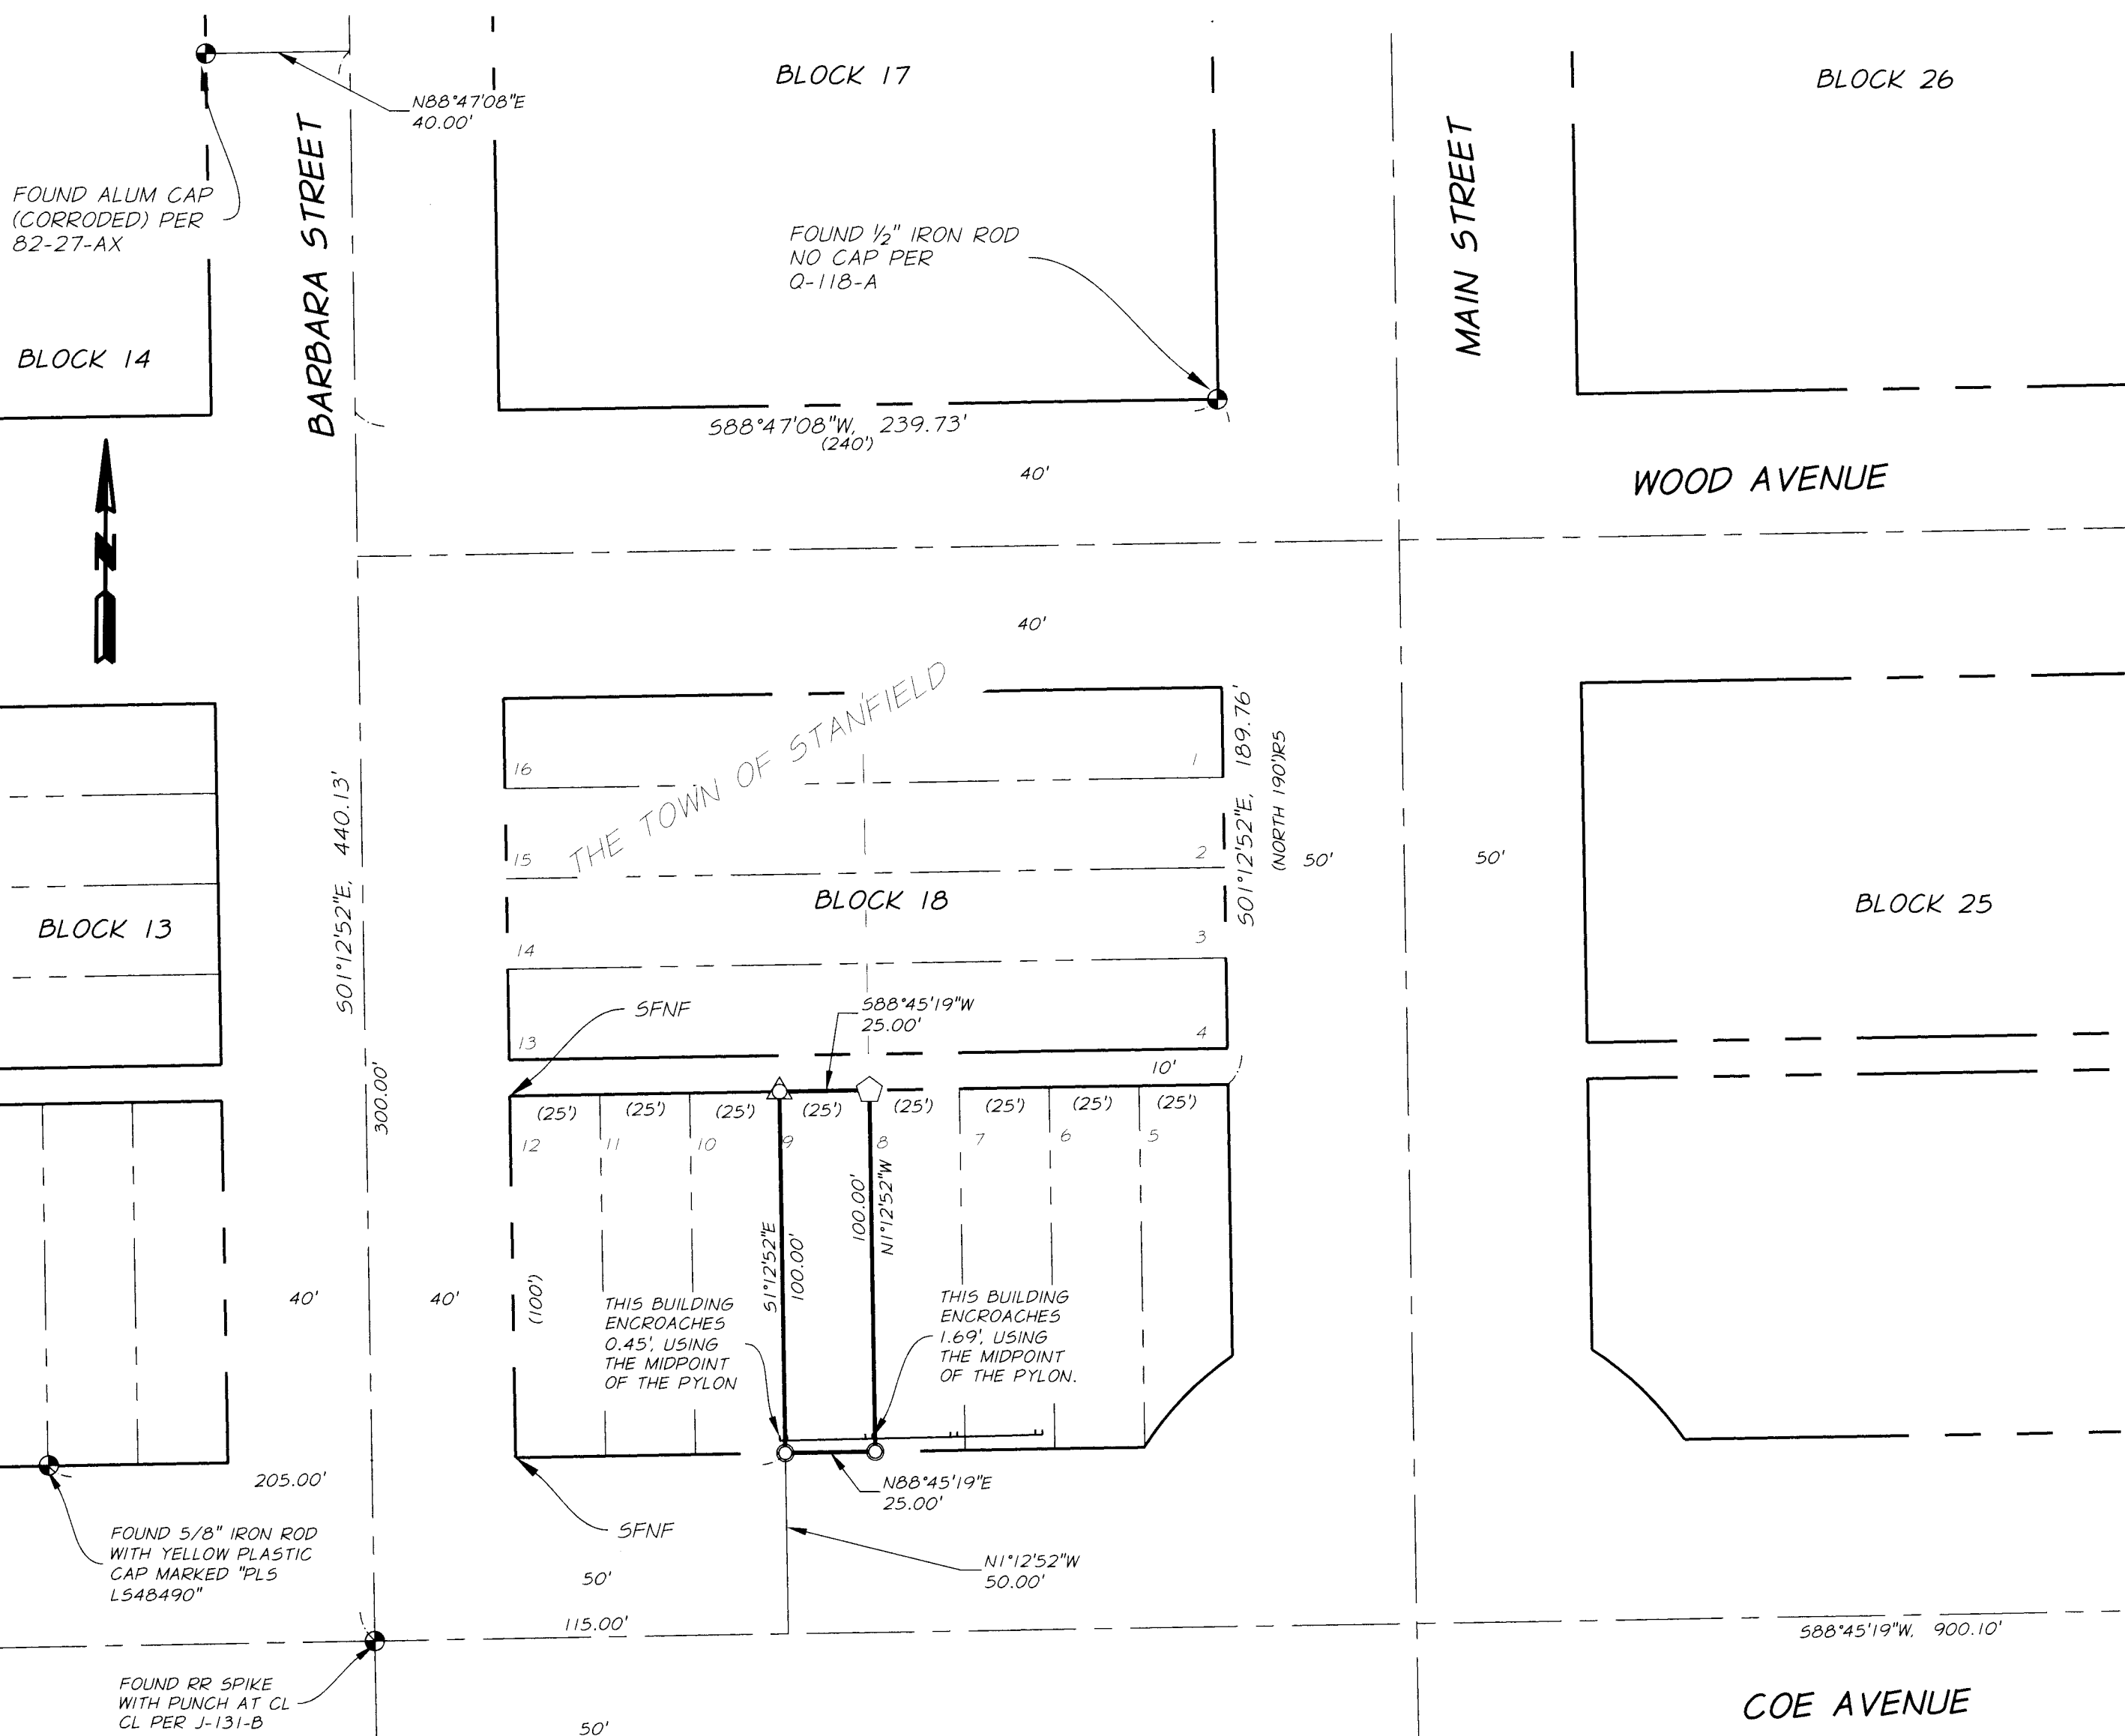 BLOCK 17
BLOCK 26
N88°47'08"E
40.00'
BARBARA STREET
MAIN STREET
FOUND ALUM CAP
(CORRODED) PER
82-27-AX
FOUND 1/2" IRON ROD
NO CAP PER
Q-118-A
BLOCK 14
S88°47'08"W, 239.73'
(240')
40'
WOOD AVENUE
N
40'
THE TOWN OF STANFIELD
S01°12'52"E, 189.76'
(NORTH 190')R5
16
1
S01°12'52"E, 440.13'
15
2
50'
50'
BLOCK 18
BLOCK 25
BLOCK 13
14
3
SFNF
S88°45'19"W
25.00'
13
4
10'
300.00'
(25')
(25')
(25')
(25')
(25')
(25')
(25')
(25')
12
11
10
9
8
7
6
5
100.00'
N1°12'52"W
S1°12'52"E
100.00'
40'
40'
(100')
THIS BUILDING
ENCROACHES
0.45', USING
THE MIDPOINT
OF THE PYLON
THIS BUILDING
ENCROACHES
1.69', USING
THE MIDPOINT
OF THE PYLON.
205.00'
N88°45'19"E
25.00'
SFNF
FOUND 5/8" IRON ROD
WITH YELLOW PLASTIC
CAP MARKED "PLS
LS48490"
N1°12'52"W
50.00'
50'
115.00'
S88°45'19"W, 900.10'
FOUND RR SPIKE
WITH PUNCH AT CL
CL PER J-131-B
COE AVENUE
50'